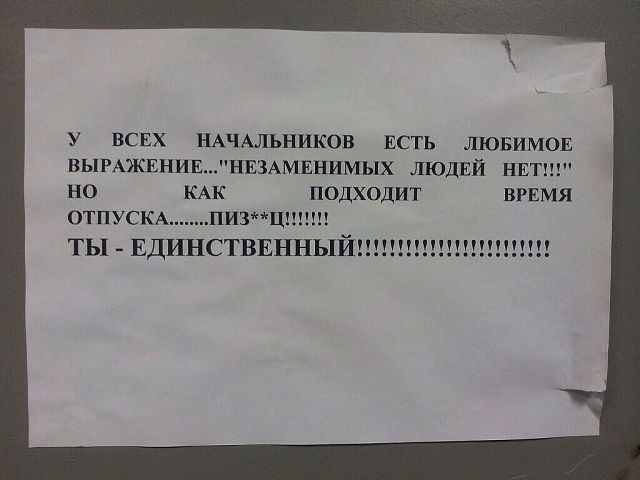 У ВСЕХ НАЧАЛЬНИКОВ ЕСТЬ ЛЮБИМОЕ
ВЫРАЖЕНИЕ..."НЕЗАМЕНИМЫХ ЛЮДЕЙ НЕТ!!!"
НО КАК ПОДХОДИТ ВРЕМЯ
ОТПУСКА........ПИЗ**Ц!!!!!!!
ТЫ - ЕДИНСТВЕННЫЙ!!!!!!!!!!!!!!!!!!!!!!!!